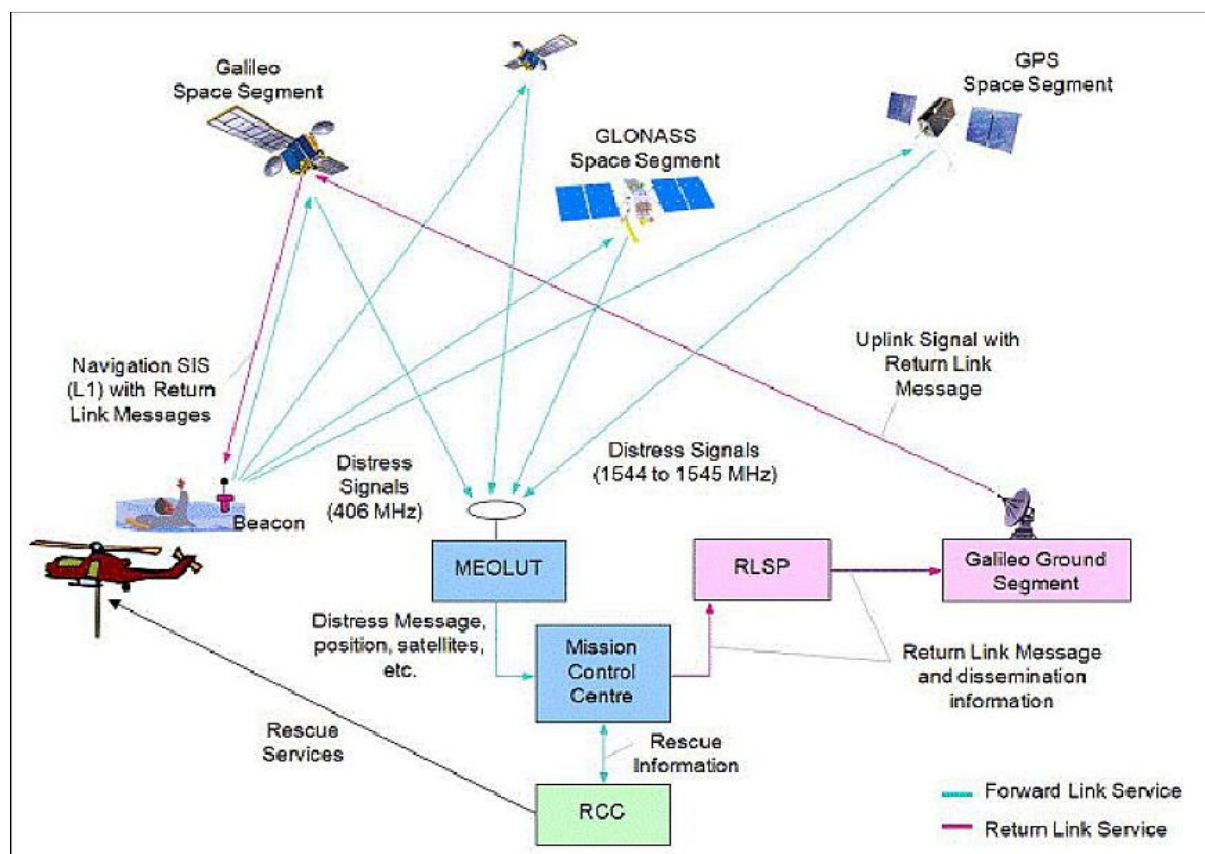 Galileo
Space Segment
GPS
Space Segment
GLONASS
Space Segment
Navigation SIS
(L1) with Return
Link Messages
Uplink Signal with
Return Link
Message
Distress
Signals
(406 MHz)
Distress Signals
(1544 to 1545 MHz)
Beacon
MEOLUT
RLSP
Galileo Ground
Segment
Distress Message,
position, satellites,
etc.
Mission
Control
Centre
Return Link Message
and dissemination
information
Rescue
Services
Rescue
Information
RCC
Forward Link Service
Return Link Service